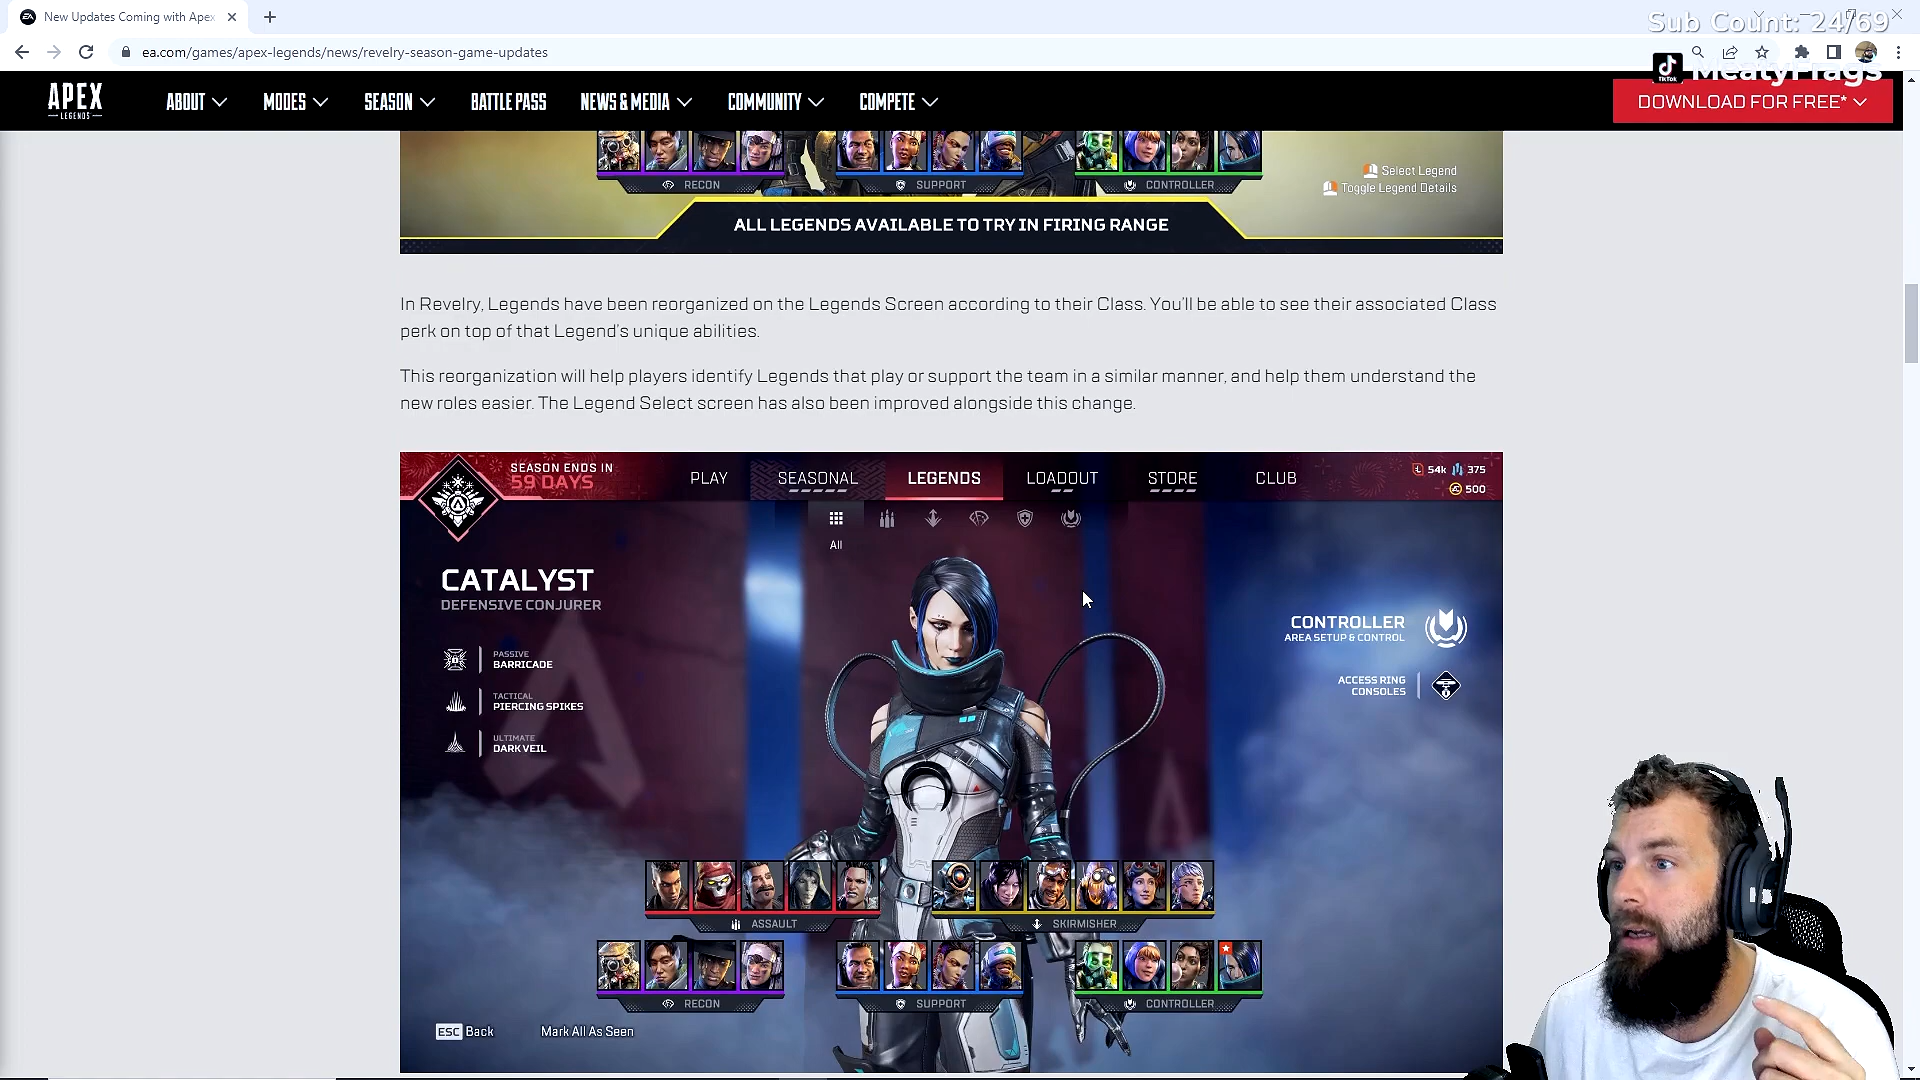 New Updates Coming with Apex
Sub Count: 24/69
ea.com/games/apex-legends/news/revelry-season-game-updates
TikTok
MeatyFrags
APEX
LEGENDS
ABOUT
MODES
SEASON
BATTLE PASS
NEWS & MEDIA
COMMUNITY
COMPETE
DOWNLOAD FOR FREE*
RECON
SUPPORT
CONTROLLER
Select Legend
Toggle Legend Details
ALL LEGENDS AVAILABLE TO TRY IN FIRING RANGE
In Revelry, Legends have been reorganized on the Legends Screen according to their Class. You'll be able to see their associated Class
perk on top of that Legend's unique abilities.
This reorganization will help players identify Legends that play or support the team in a similar manner, and help them understand the
new roles easier. The Legend Select screen has also been improved alongside this change.
SEASON ENDS IN
59 DAYS
PLAY
SEASONAL
LEGENDS
LOADOUT
STORE
CLUB
54k 375
500
All
CATALYST
DEFENSIVE CONJURER
PASSIVE
BARRICADE
TACTICAL
PIERCING SPIKES
ULTIMATE
DARK VEIL
CONTROLLER
AREA SETUP & CONTROL
ACCESS RING
CONSOLES
ASSAULT
SKIRMISHER
RECON
SUPPORT
CONTROLLER
ESC Back
Mark All As Seen